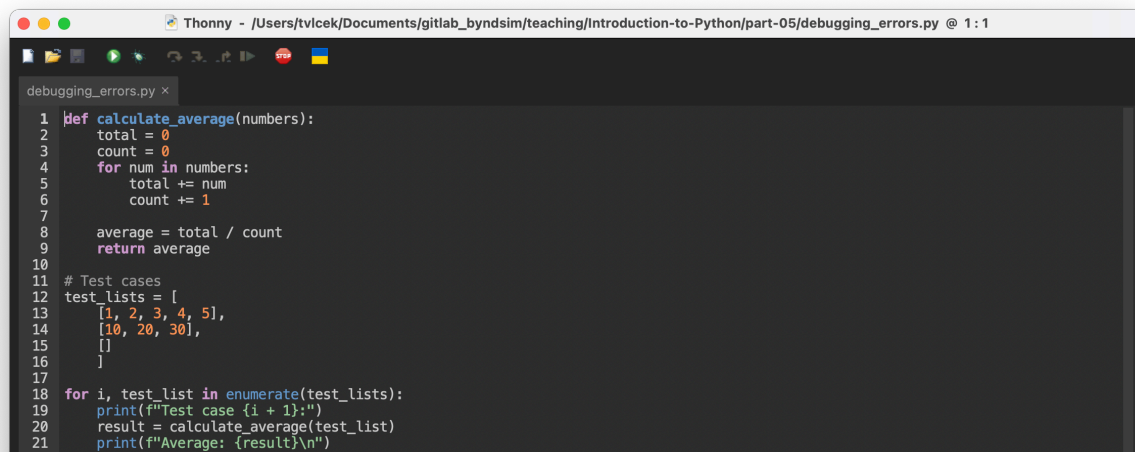 Thonny - /Users/tvlcek/Documents/gitlab_byndsim/teaching/Introduction-to-Python/part-05/debugging_errors.py @ 1:1
STOP
debugging_errors.py ×
1 def calculate_average(numbers):
2     total = 0
3     count = 0
4     for num in numbers:
5         total += num
6         count += 1
7
8     average = total / count
9     return average
10
11 # Test cases
12 test_lists = [
13     [1, 2, 3, 4, 5],
14     [10, 20, 30],
15     []
16     ]
17
18 for i, test_list in enumerate(test_lists):
19     print(f"Test case {i + 1}:")
20     result = calculate_average(test_list)
21     print(f"Average: {result}\n")